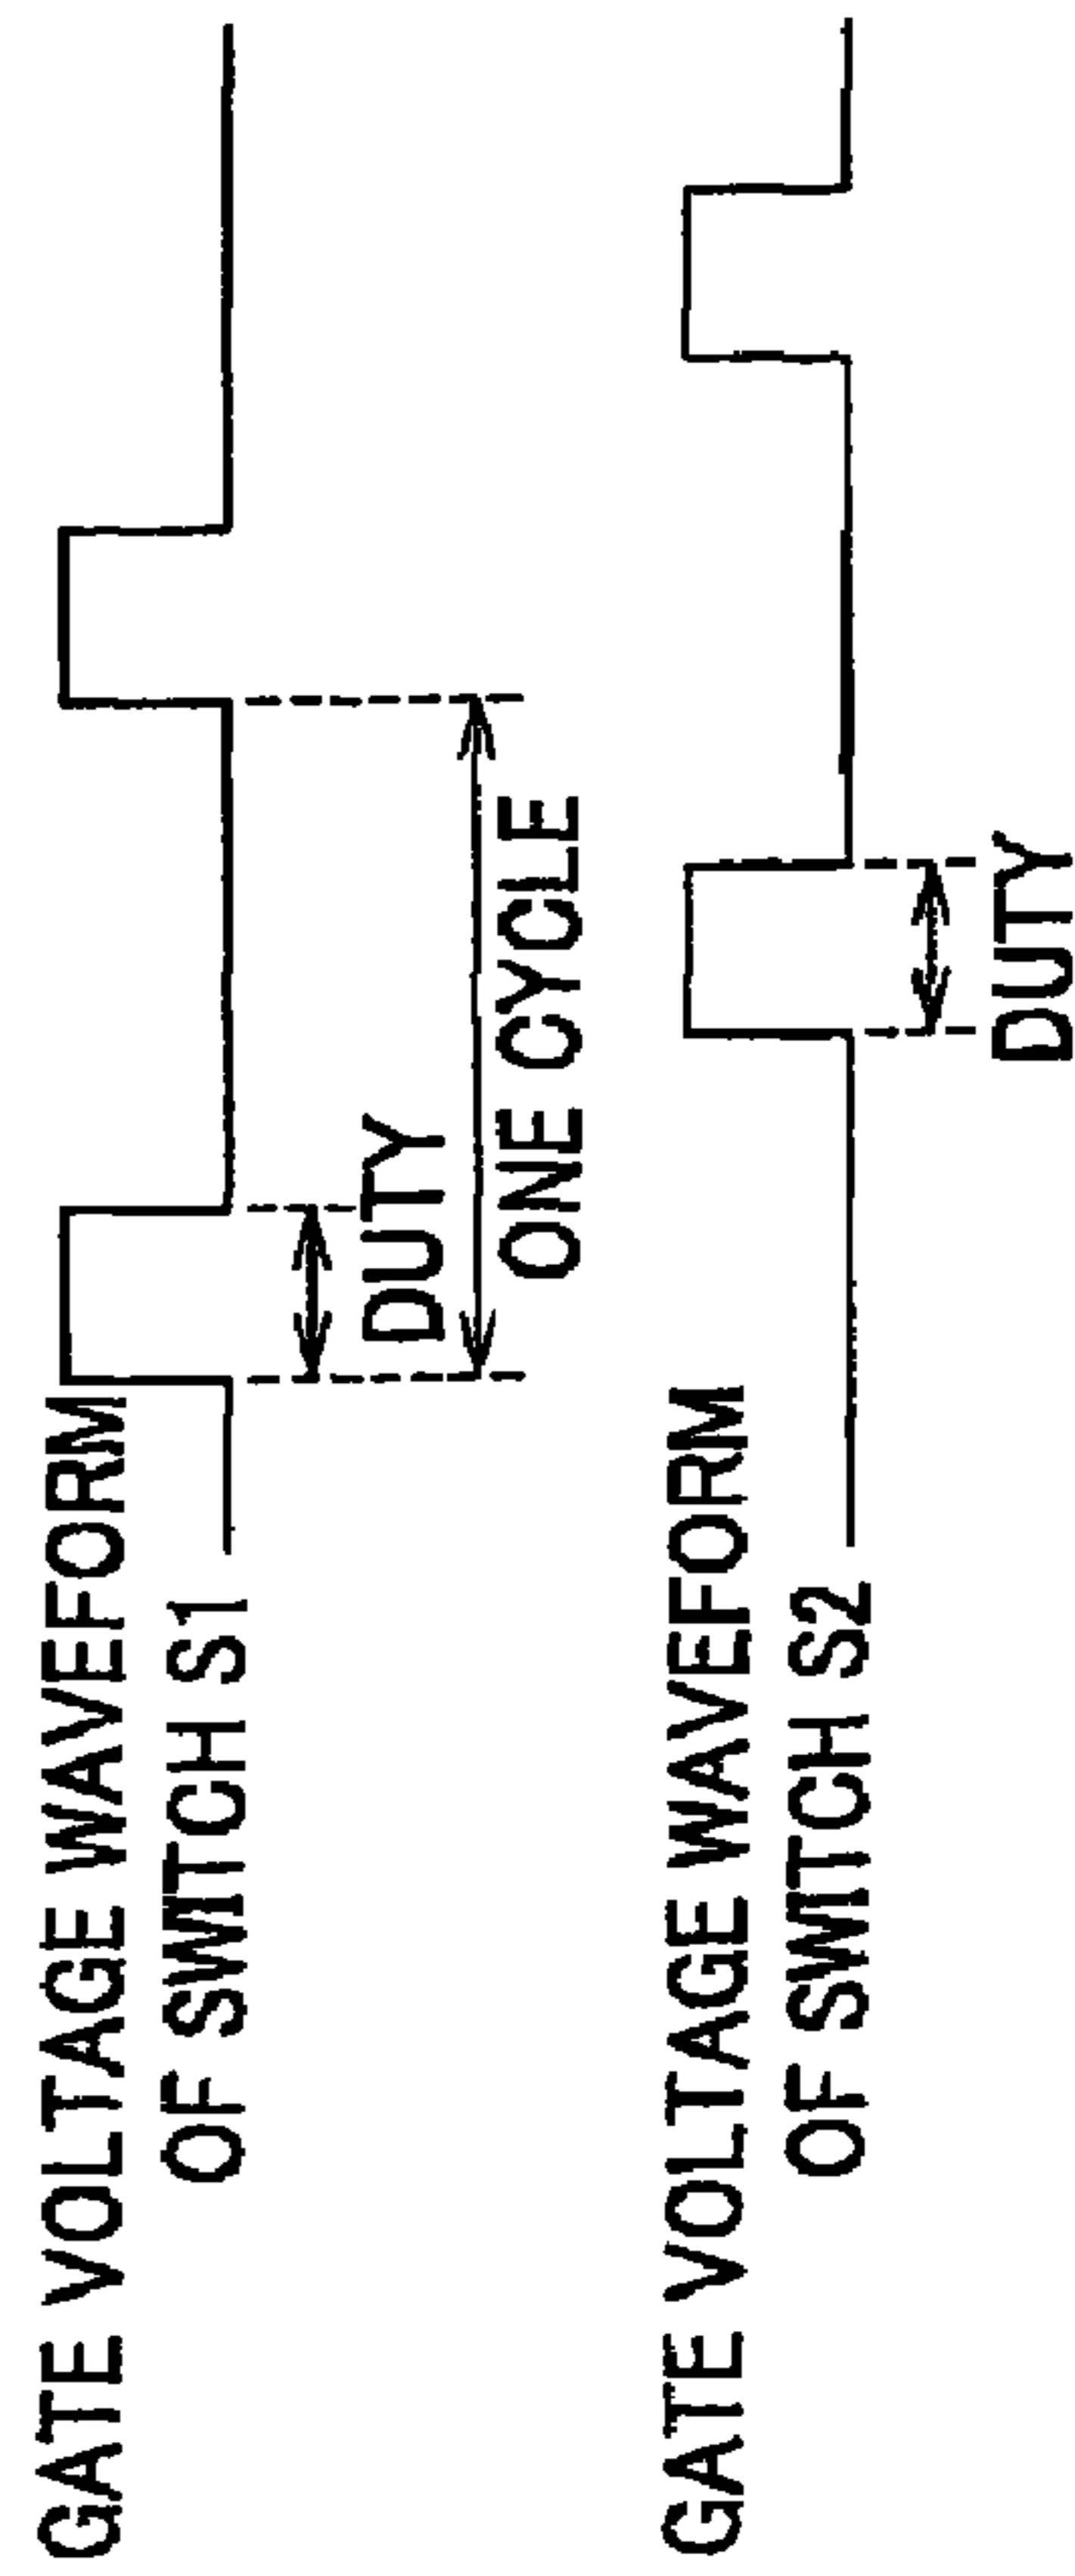 GATE VOLTAGE WAVEFORM
OF SWITCH S1
DUTY
ONE CYCLE
GATE VOLTAGE WAVEFORM
OF SWITCH S2
DUTY